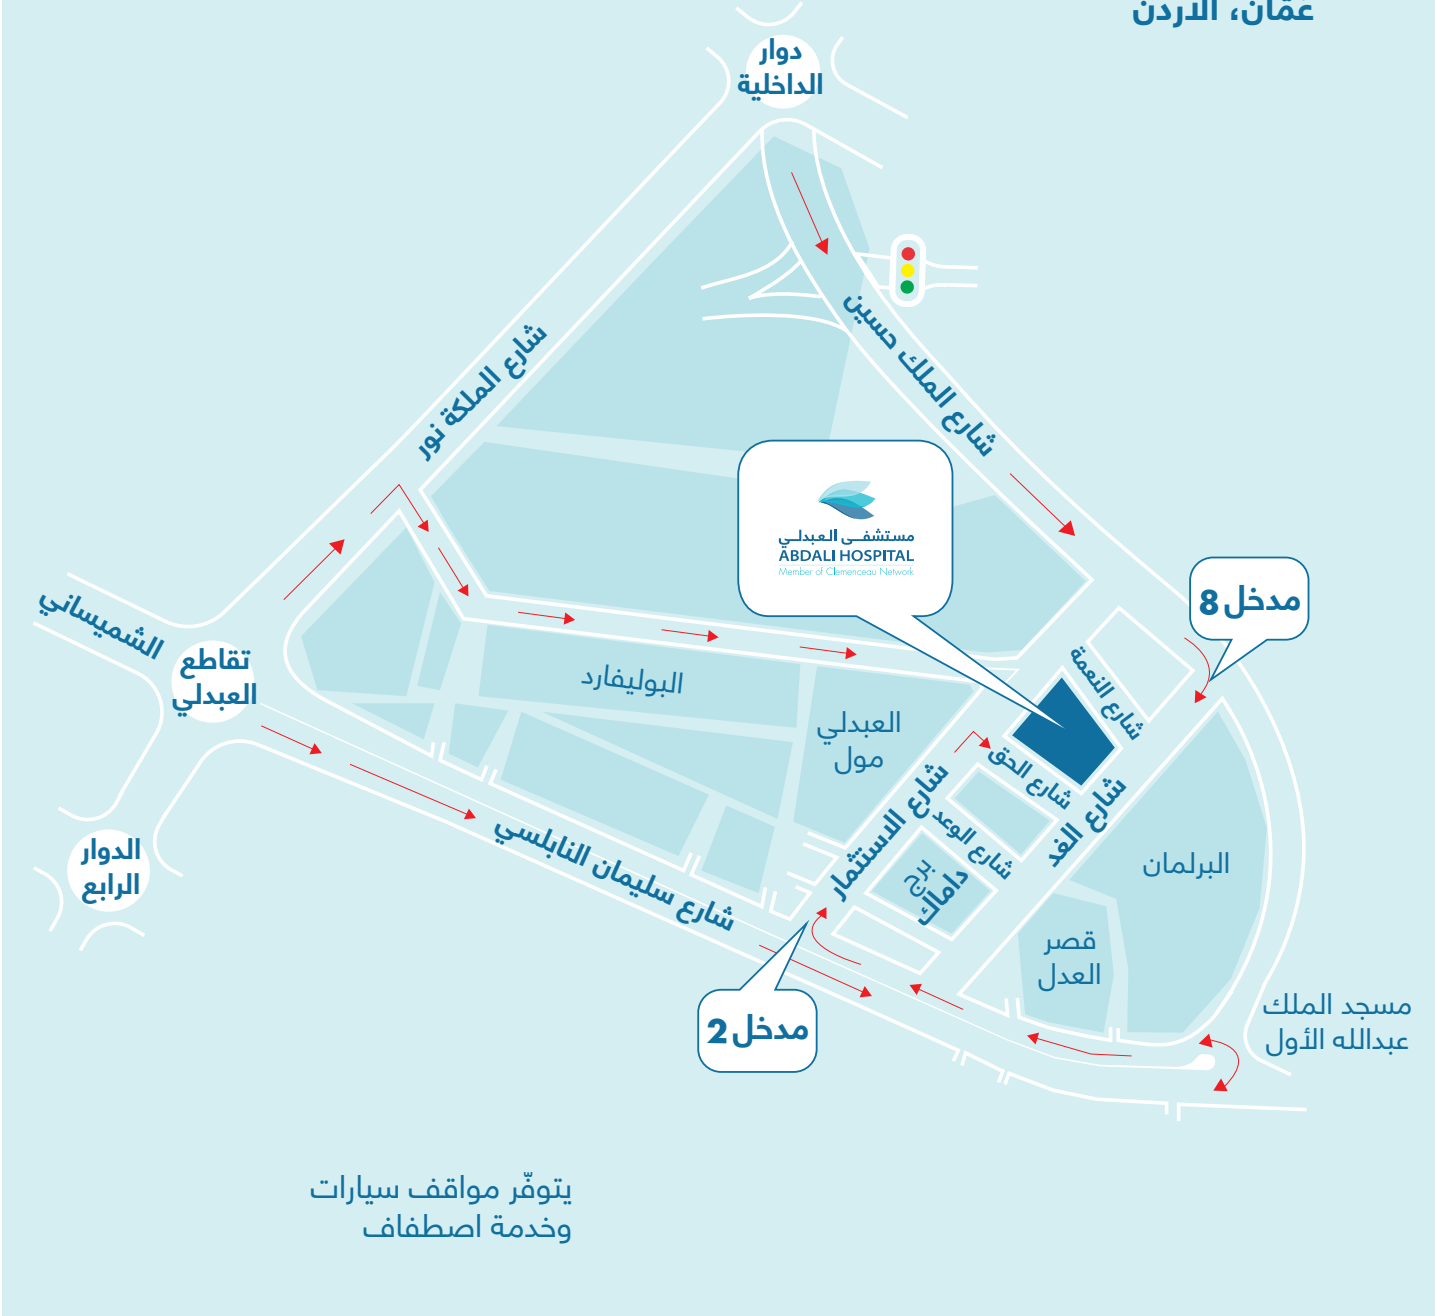 عمّان، الأردن
دوار
الداخلية
شارع الملك حسين
شارع الملكة نور
مستشفـــى العبدلــي
ABDALI HOSPITAL
Member of Clemenceau Network
مدخل 8
الشميساني
تقاطع
العبدلي
البوليفارد
العبدلي
مول
شارع النعمة
شارع الحق
شارع الغد
شارع الوعد
شارع الاستثمار
برج
داماك
البرلمان
الدوار
الرابع
شارع سليمان النابلسي
قصر
العدل
مدخل 2
مسجد الملك
عبدالله الأول
يتوفّر مواقف سيارات
وخدمة اصطفاف